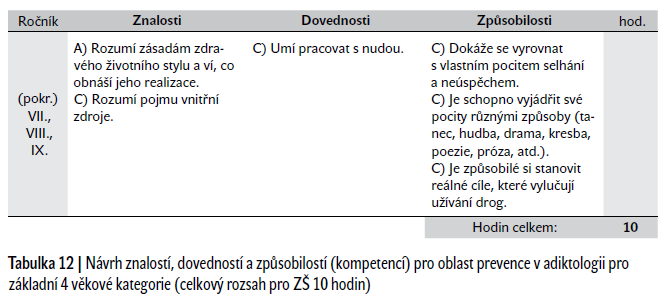 Ročník Znalosti Dovednosti Způsobilosti hod.
(pokr.)
VII.,
VIII.,
IX.
A) Rozumí zásadám zdra-
vého životního stylu a ví, co
obnáší jeho realizace.
C) Rozumí pojmu vnitřní
zdroje.
C) Umí pracovat s nudou.
C) Dokáže se vyrovnat
s vlastním pocitem selhání
a neúspěchem.
C) Je schopno vyjádřit své
pocity různými způsoby (ta-
nec, hudba, drama, kresba,
poezie, próza, atd.).
C) Je způsobilé si stanovit
reálné cíle, které vylučují
užívání drog.
Hodin celkem: 10
Tabulka 12 | Návrh znalostí, dovedností a způsobilostí (kompetencí) pro oblast prevence v adiktologii pro
základní 4 věkové kategorie (celkový rozsah pro ZŠ 10 hodin)